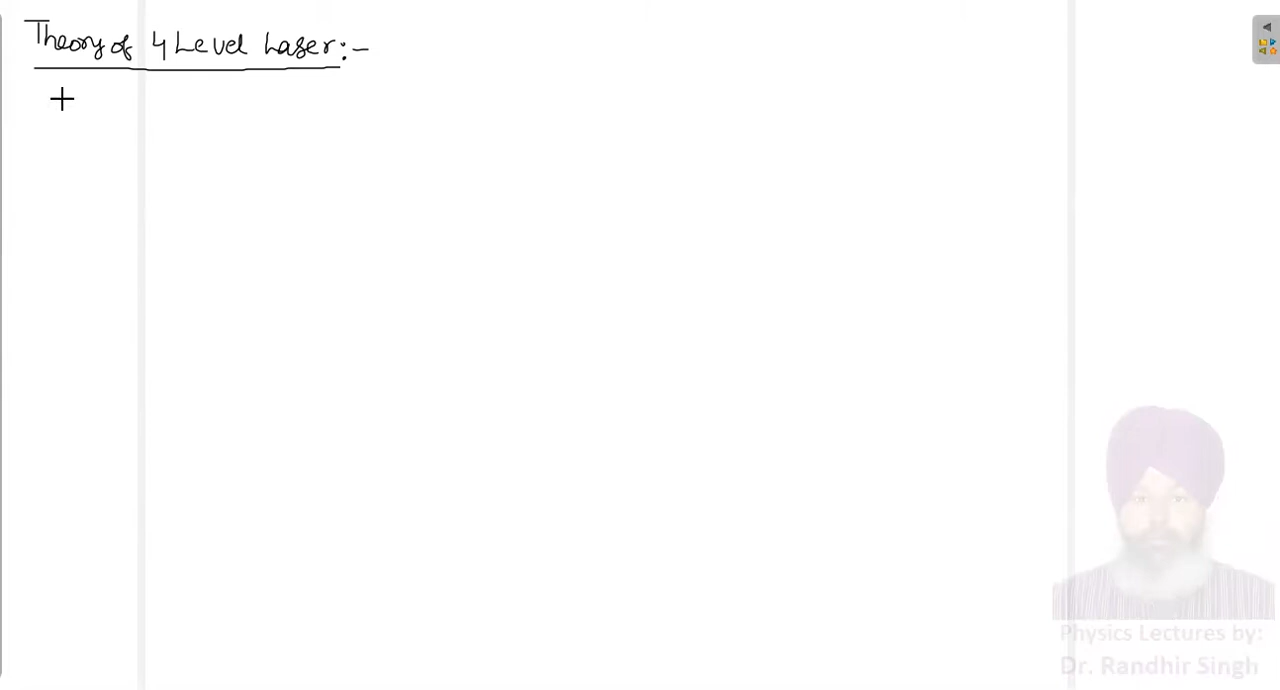 Theory of 4 Level Laser:-
Physics Lectures by:
Dr. Randhir Singh